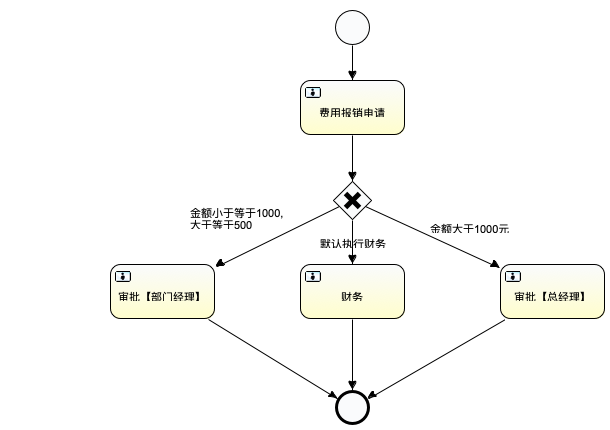 费用报销申请
金额小于等于1000,
大于等于500
金额大于1000元
默认执行财务
审批【部门经理】
财务
审批【总经理】